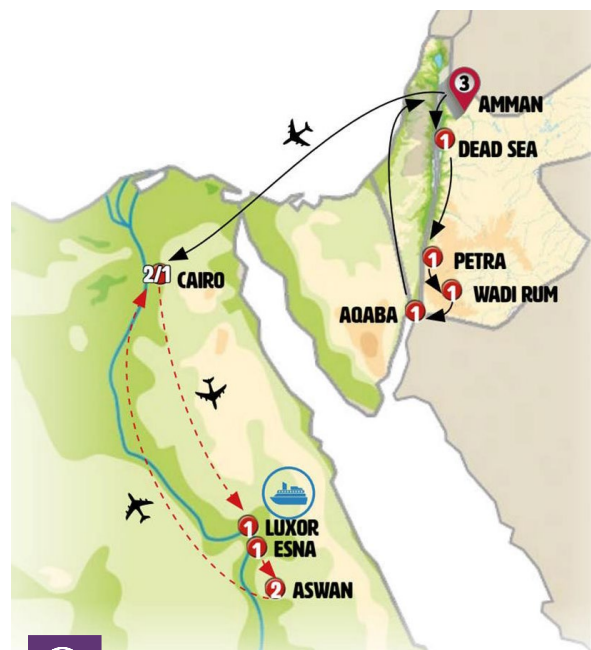 3
AMMAN
1
DEAD SEA
1
PETRA
2/1
CAIRO
1
WADI RUM
AQABA
1
1
LUXOR
1
ESNA
2
ASWAN